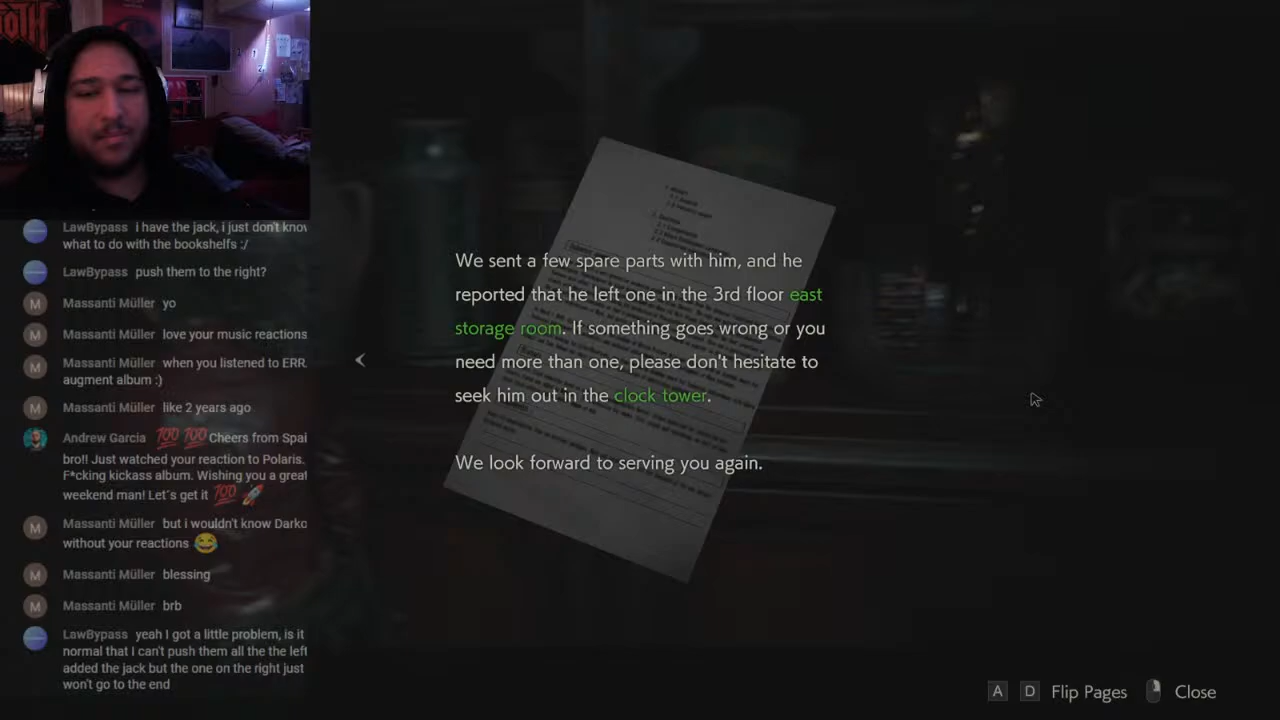 LawBypass i have the jack, i just don't know
what to do with the bookshelfs :/
LawBypass push them to the right?
M Massanti Müller yo
M Massanti Müller love your music reactions
M Massanti Müller when you listened to ERR
augment album :)
M Massanti Müller like 2 years ago
Andrew Garcia 💯 💯 Cheers from Spai
bro!! Just watched your reaction to Polaris.
F*cking kickass album. Wishing you a great
weekend man! Let´s get it 💯 🚀
M Massanti Müller but i wouldn't know Darko
without your reactions 😂
M Massanti Müller blessing
M Massanti Müller brb
LawBypass yeah I got a little problem, is it
normal that I can't push them all the the left
added the jack but the one on the right just
won't go to the end
We sent a few spare parts with him, and he
reported that he left one in the 3rd floor east
storage room. If something goes wrong or you
need more than one, please don't hesitate to
seek him out in the clock tower.
We look forward to serving you again.
A D Flip Pages Close